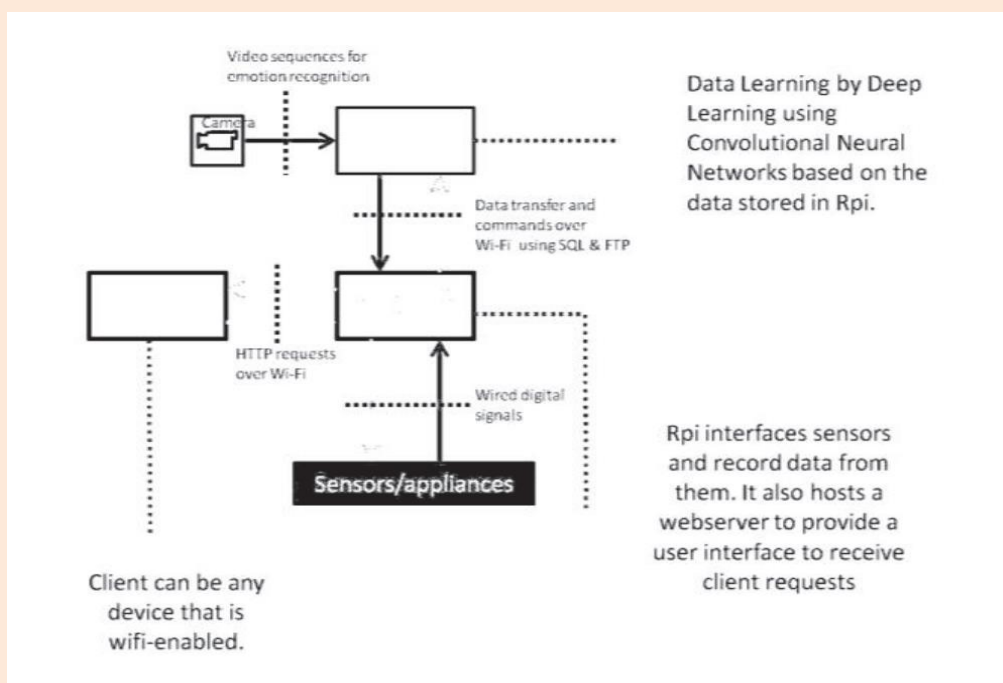 Video sequences for
emotion recognition
Camera
Data Learning by Deep
Learning using
Convolutional Neural
Networks based on the
data stored in Rpi.
Data transfer and
commands over
Wi-Fi using SQL & FTP
HTTP requests
over Wi-Fi
Wired digital
signals
Sensors/appliances
Rpi interfaces sensors
and record data from
them. It also hosts a
webserver to provide a
user interface to receive
client requests
Client can be any
device that is
wifi-enabled.